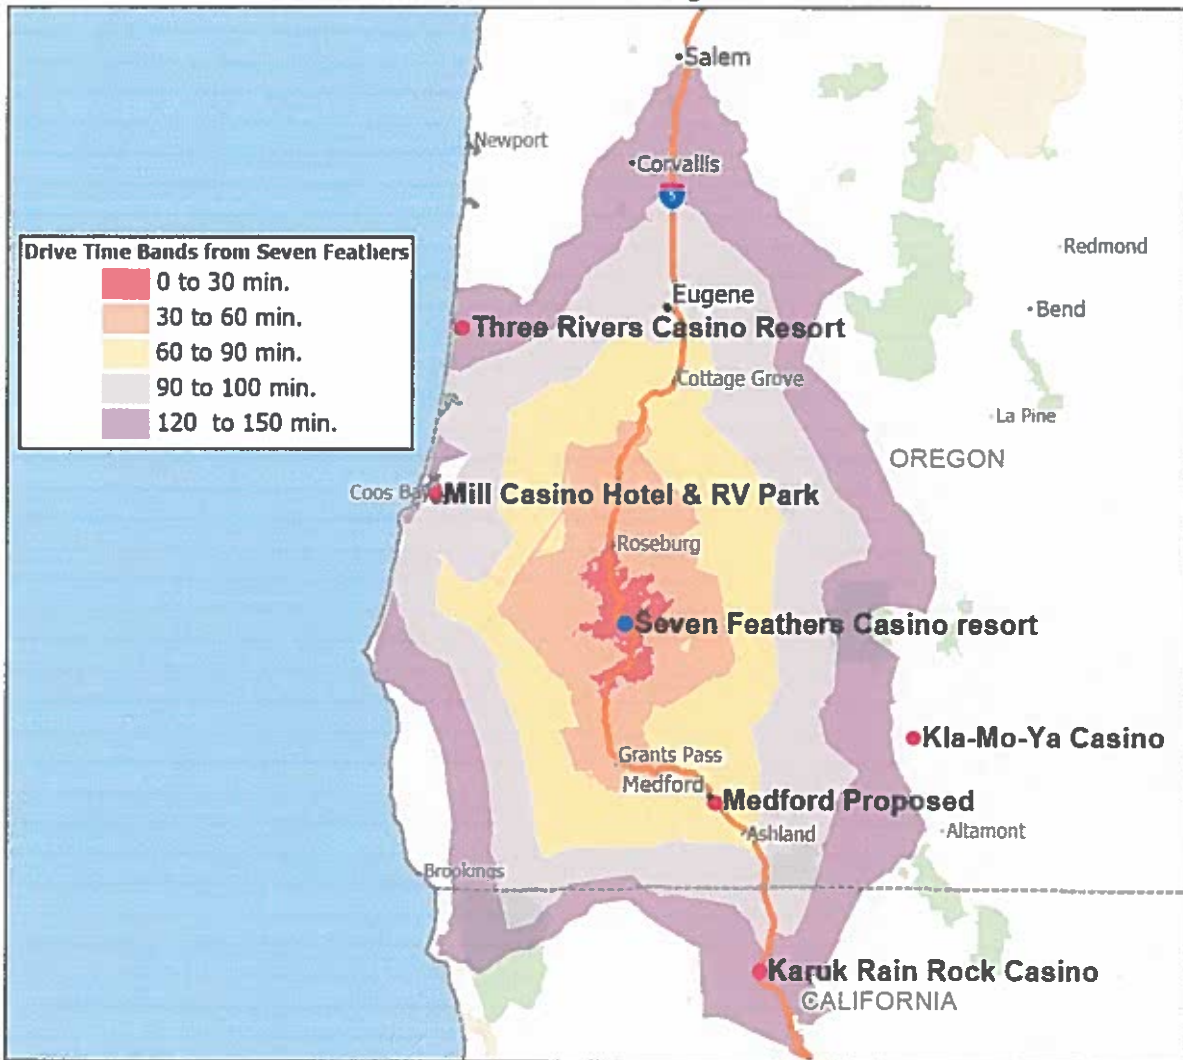 Salem
Newport
Corvallis
5
Drive Time Bands from Seven Feathers
0 to 30 min.
30 to 60 min.
60 to 90 min.
90 to 100 min.
120 to 150 min.
Redmond
Eugene
Bend
Three Rivers Casino Resort
Cottage Grove
La Pine
OREGON
Coos Bay
Mill Casino Hotel & RV Park
Roseburg
Seven Feathers Casino resort
Kla-Mo-Ya Casino
Grants Pass
Medford
Medford Proposed
Ashland
Altamont
Brookings
Karuk Rain Rock Casino
CALIFORNIA